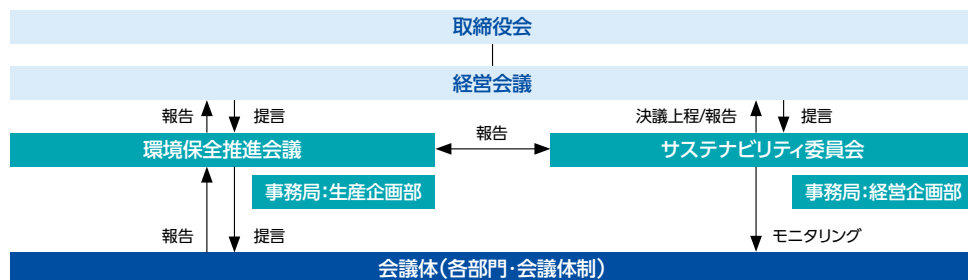 取締役会
経営会議
報告
提言
決議上程/報告
提言
環境保全推進会議
報告
サステナビリティ委員会
事務局：生産企画部
事務局：経営企画部
報告
提言
モニタリング
会議体（各部門・会議体制）